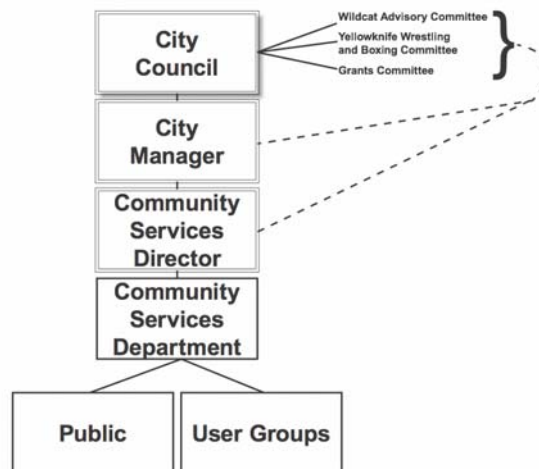 City
Council
Wildcat Advisory Committee
Yellowknife Wrestling
and Boxing Committee
Grants Committee
City
Manager
Community
Services
Director
Community
Services
Department
Public
User Groups